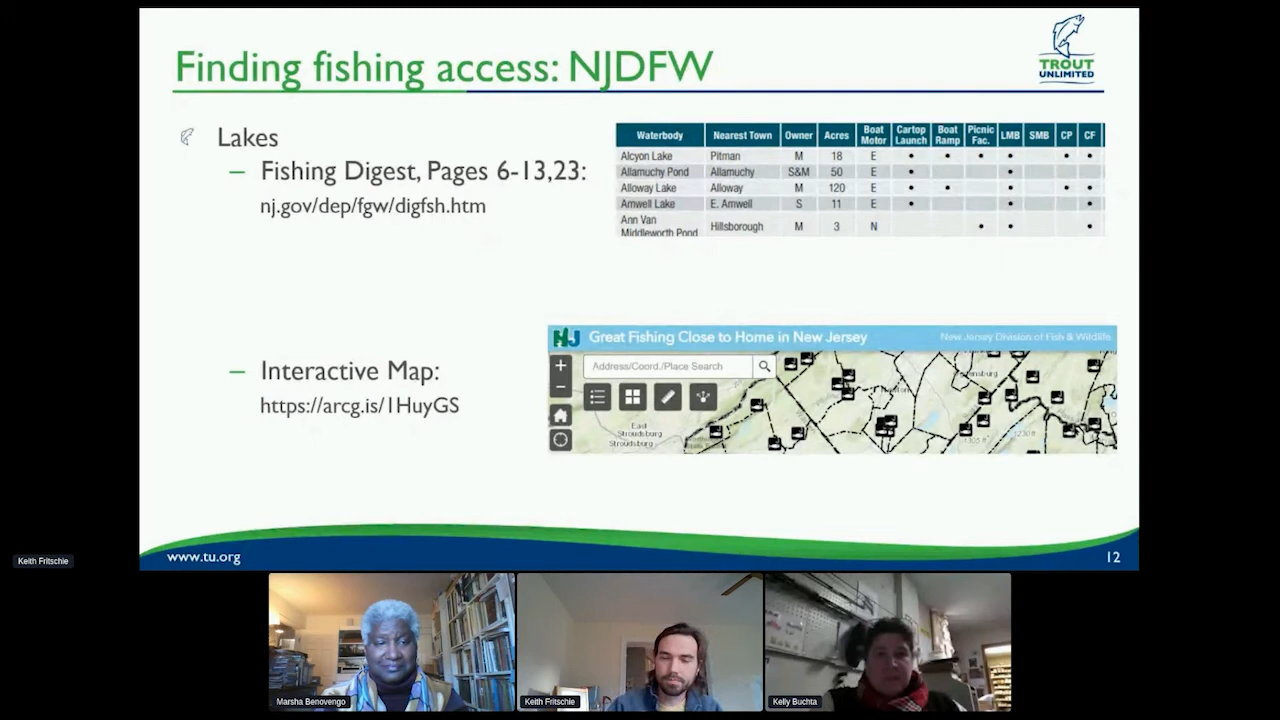 Finding fishing access: NJDFW
TROUT
UNLIMITED
Lakes
– Fishing Digest, Pages 6-13,23:
nj.gov/dep/fgw/digfsh.htm
Waterbody Nearest Town Owner Acres Boat Motor Cartop Launch Boat Ramp Picnic Fac. LMB SMB CP CF
Alcyon Lake Pitman M 18 E • • • • • •
Allamuchy Pond Allamuchy S&M 50 E • •
Alloway Lake Alloway M 120 E • • • • •
Amwell Lake E. Amwell S 11 E • • •
Ann Van Middleworth Pond Hillsborough M 3 N • • •
NJ Great Fishing Close to Home in New Jersey New Jersey Division of Fish & Wildlife
+ Address/Coord./Place Search
–
East
Stroudsburg
Stroudsburg
– Interactive Map:
https://arcg.is/1HuyGS
www.tu.org 12
Keith Fritschie
Marsha Benovengo Keith Fritschie Kelly Buchta